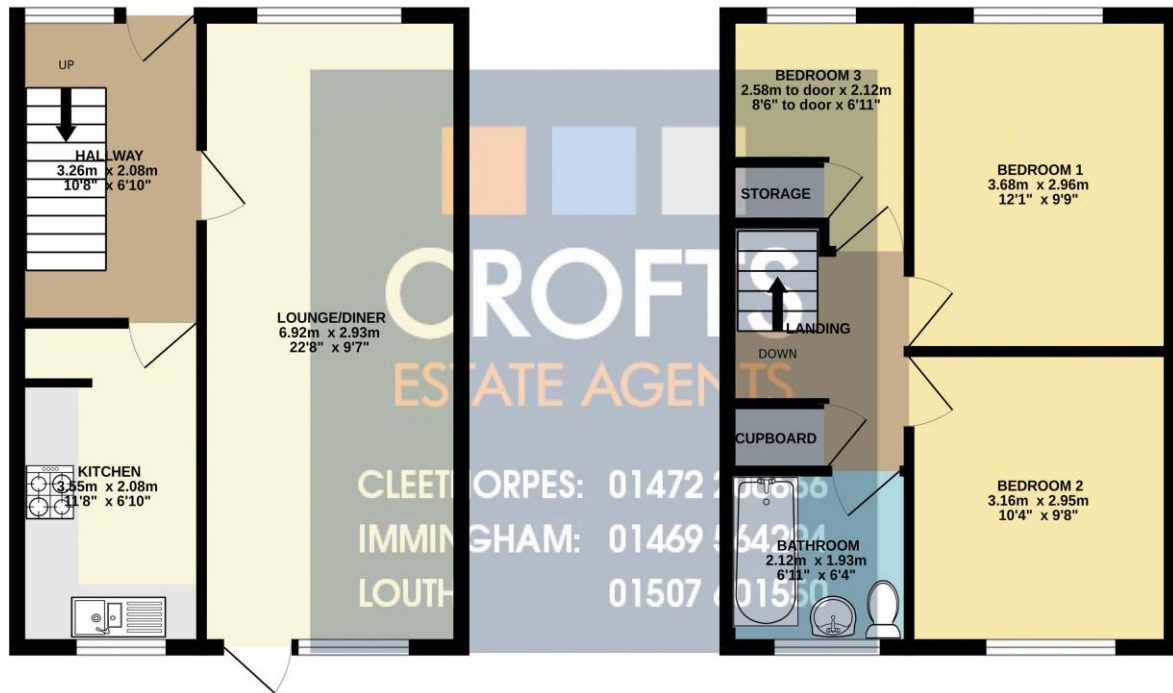 UP
HALLWAY
3.26m x 2.08m
10'8" x 6'10"
LOUNGE/DINER
6.92m x 2.93m
22'8" x 9'7"
KITCHEN
3.55m x 2.08m
11'8" x 6'10"
BEDROOM 3
2.58m to door x 2.12m
8'6" to door x 6'11"
STORAGE
BEDROOM 1
3.68m x 2.96m
12'1" x 9'9"
LANDING
DOWN
CUPBOARD
BEDROOM 2
3.16m x 2.95m
10'4" x 9'8"
BATHROOM
2.12m x 1.93m
6'11" x 6'4"
CROFTS
ESTATE AGENTS
CLEETHORPES: 01472
IMMINGHAM: 01469
LOUTH 01507 601550